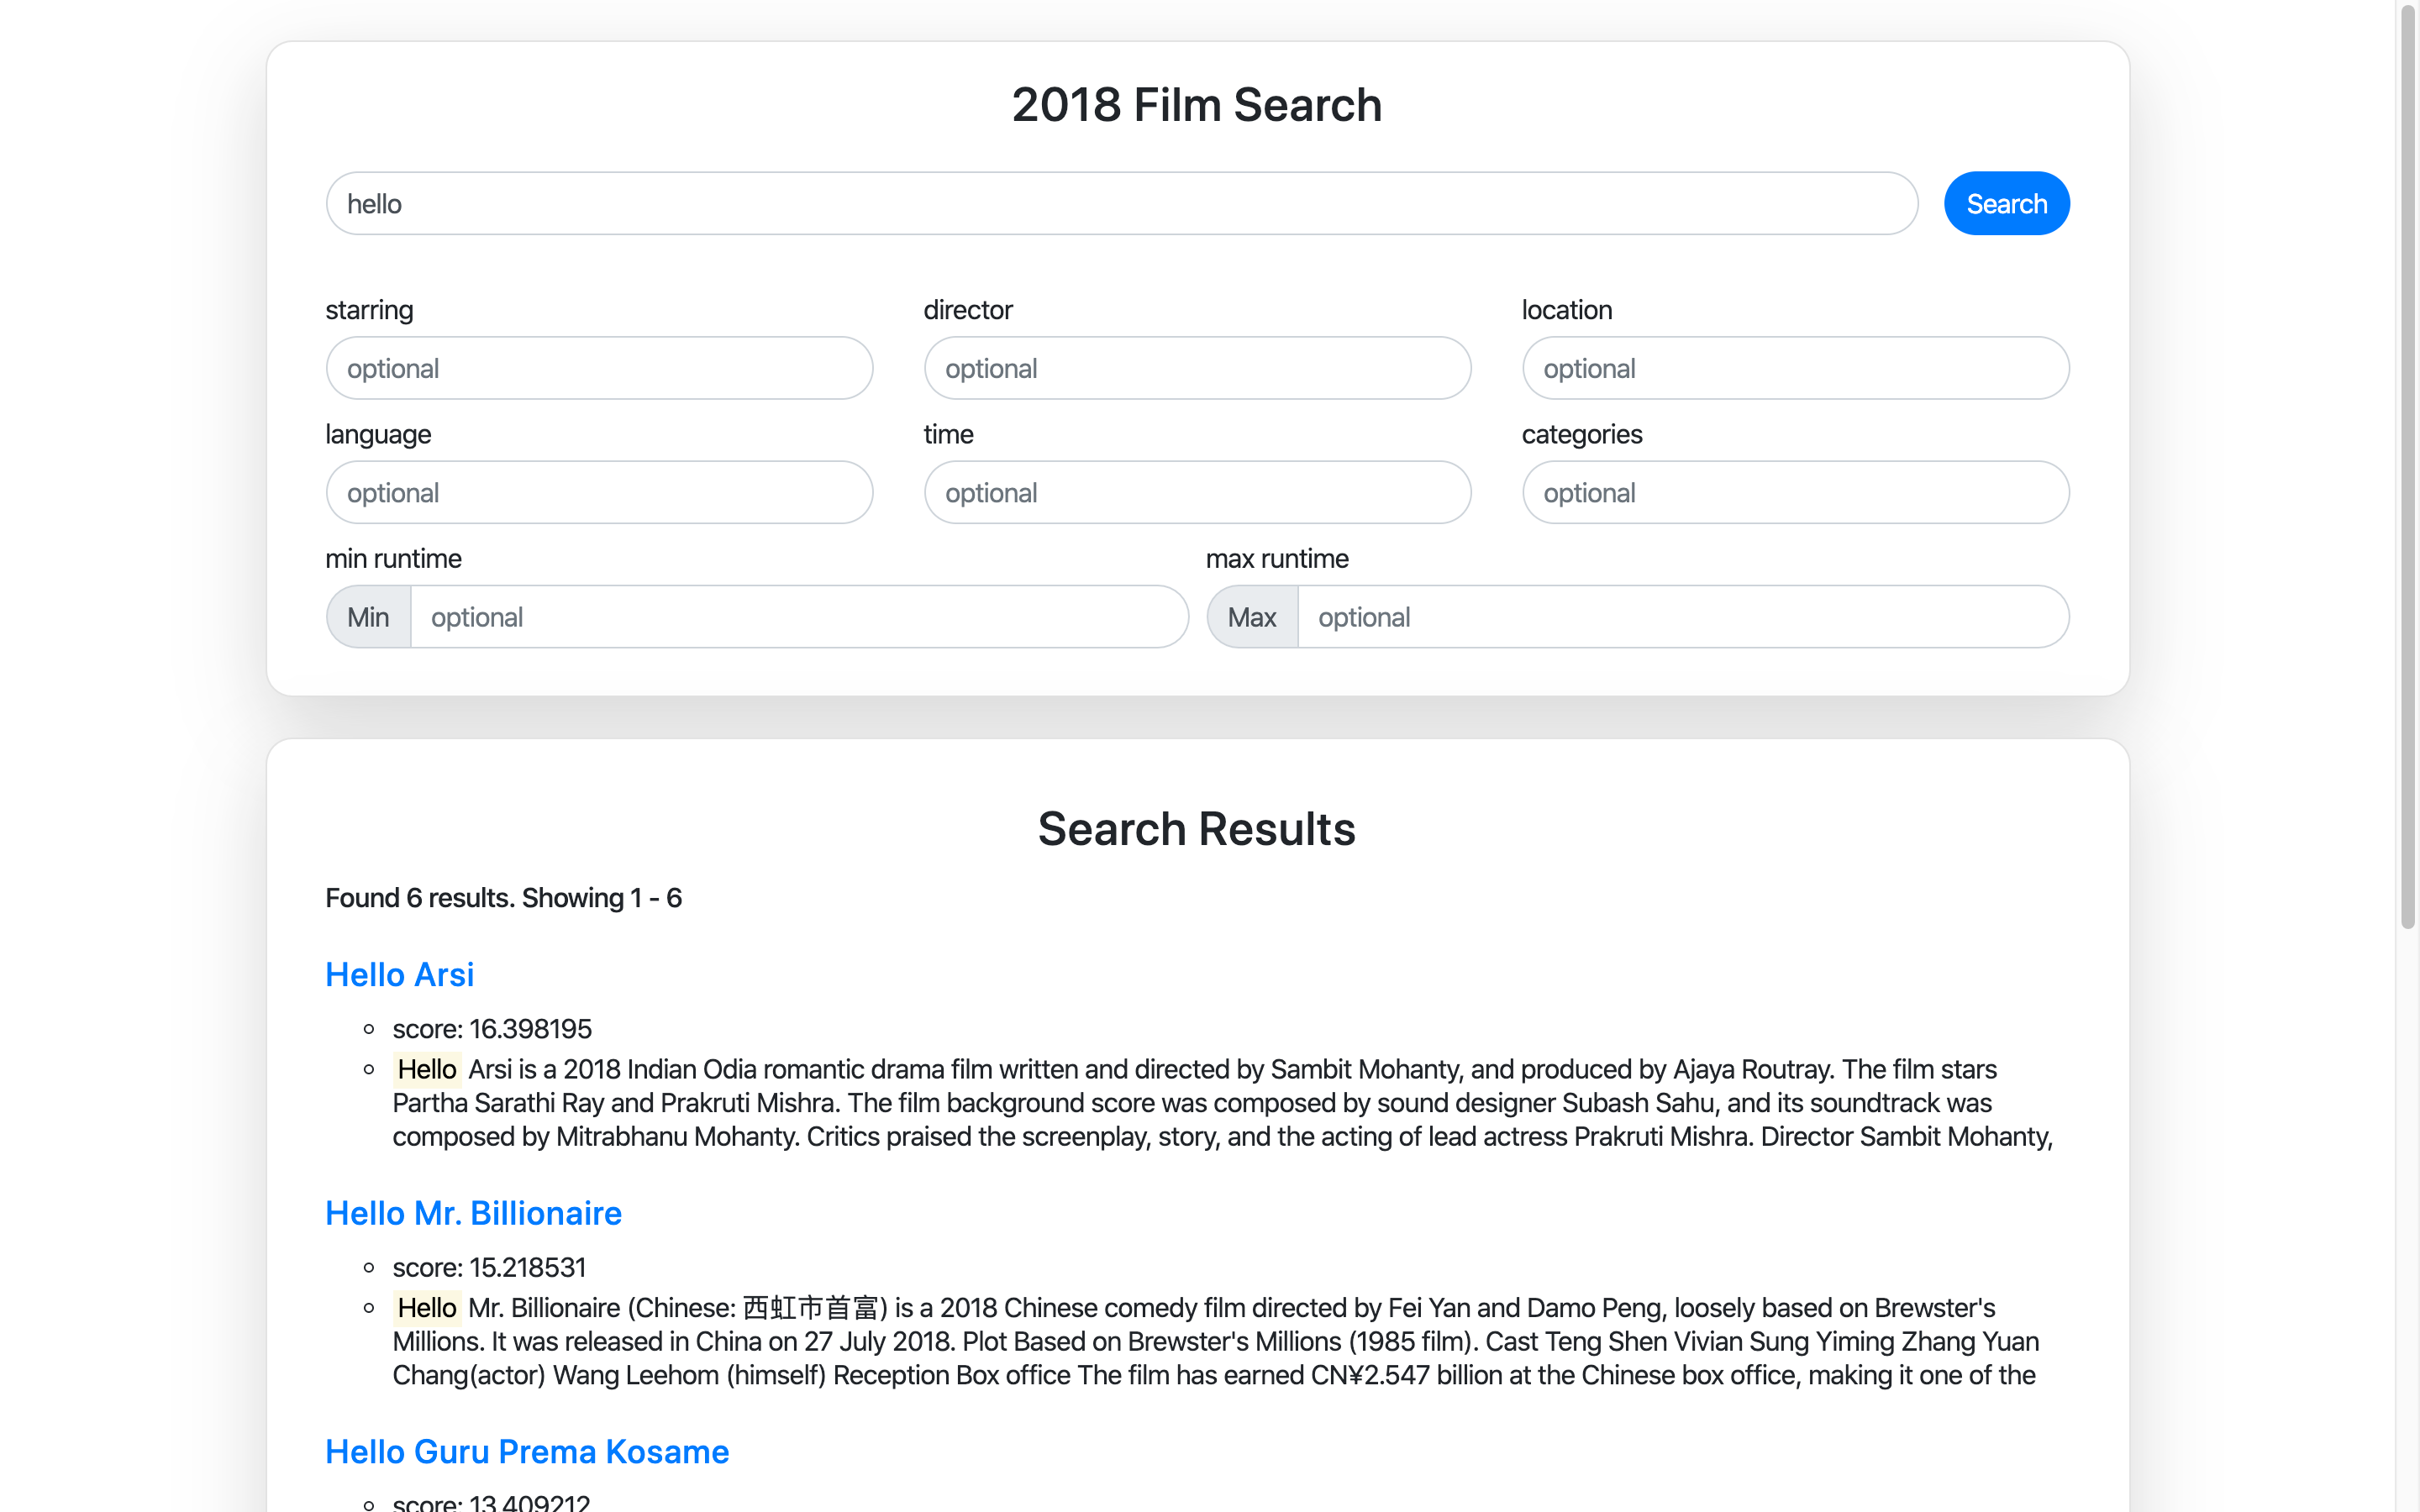 2018 Film Search
hello
Search
starring
director
location
optional
optional
optional
language
time
categories
optional
optional
optional
min runtime
max runtime
Min
optional
Max
optional
Search Results
Found 6 results. Showing 1 - 6
Hello Arsi
score: 16.398195
Hello Arsi is a 2018 Indian Odia romantic drama film written and directed by Sambit Mohanty, and produced by Ajaya Routray. The film stars
Partha Sarathi Ray and Prakruti Mishra. The film background score was composed by sound designer Subash Sahu, and its soundtrack was
composed by Mitrabhanu Mohanty. Critics praised the screenplay, story, and the acting of lead actress Prakruti Mishra. Director Sambit Mohanty,
Hello Mr. Billionaire
score: 15.218531
Hello Mr. Billionaire (Chinese: 西虹市首富) is a 2018 Chinese comedy film directed by Fei Yan and Damo Peng, loosely based on Brewster's
Millions. It was released in China on 27 July 2018. Plot Based on Brewster's Millions (1985 film). Cast Teng Shen Vivian Sung Yiming Zhang Yuan
Chang(actor) Wang Leehom (himself) Reception Box office The film has earned CN¥2.547 billion at the Chinese box office, making it one of the
Hello Guru Prema Kosame
score: 13.409212